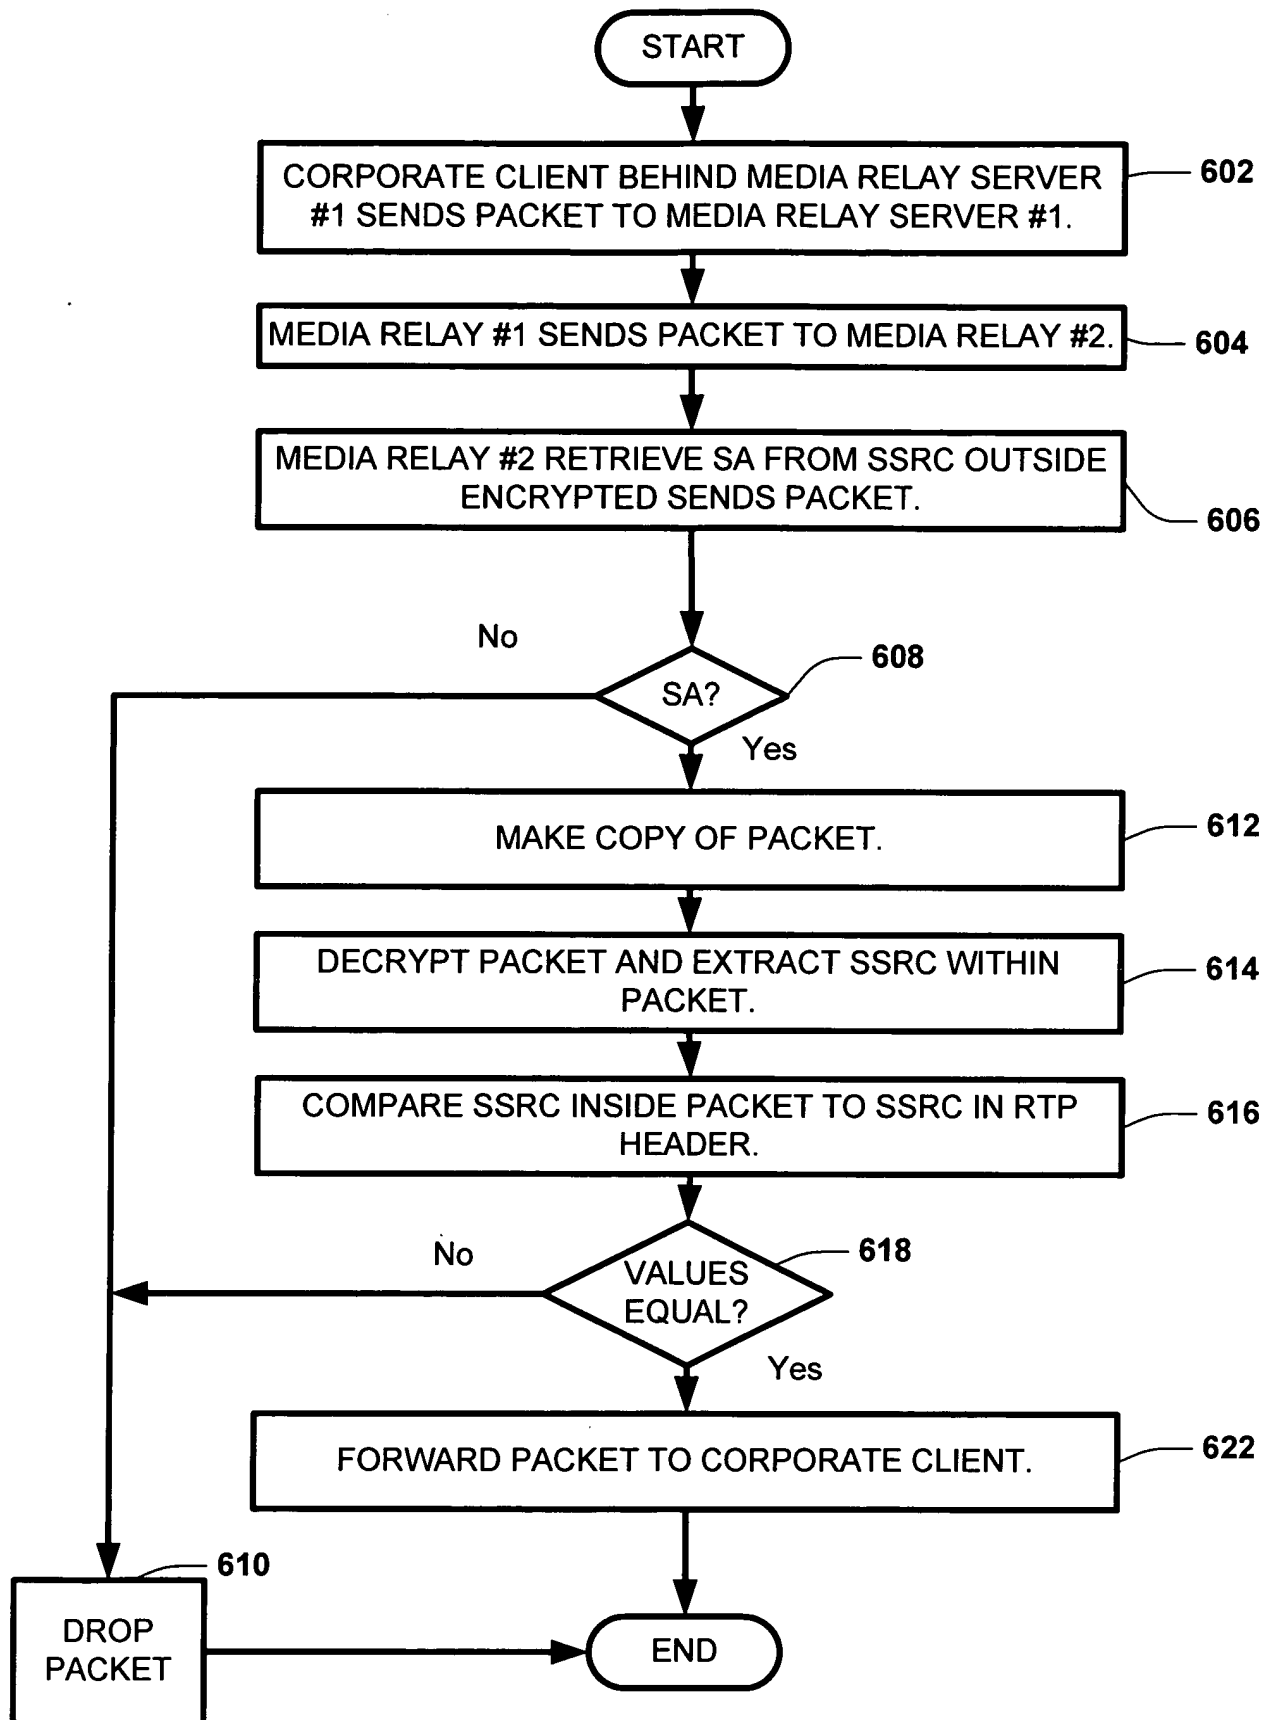 START
CORPORATE CLIENT BEHIND MEDIA RELAY SERVER
#1 SENDS PACKET TO MEDIA RELAY SERVER #1.
602
MEDIA RELAY #1 SENDS PACKET TO MEDIA RELAY #2.
604
MEDIA RELAY #2 RETRIEVE SA FROM SSRC OUTSIDE
ENCRYPTED SENDS PACKET.
606
No
608
SA?
Yes
MAKE COPY OF PACKET.
612
DECRYPT PACKET AND EXTRACT SSRC WITHIN
PACKET.
614
COMPARE SSRC INSIDE PACKET TO SSRC IN RTP
HEADER.
616
No
618
VALUES
EQUAL?
Yes
FORWARD PACKET TO CORPORATE CLIENT.
622
610
DROP
PACKET
END